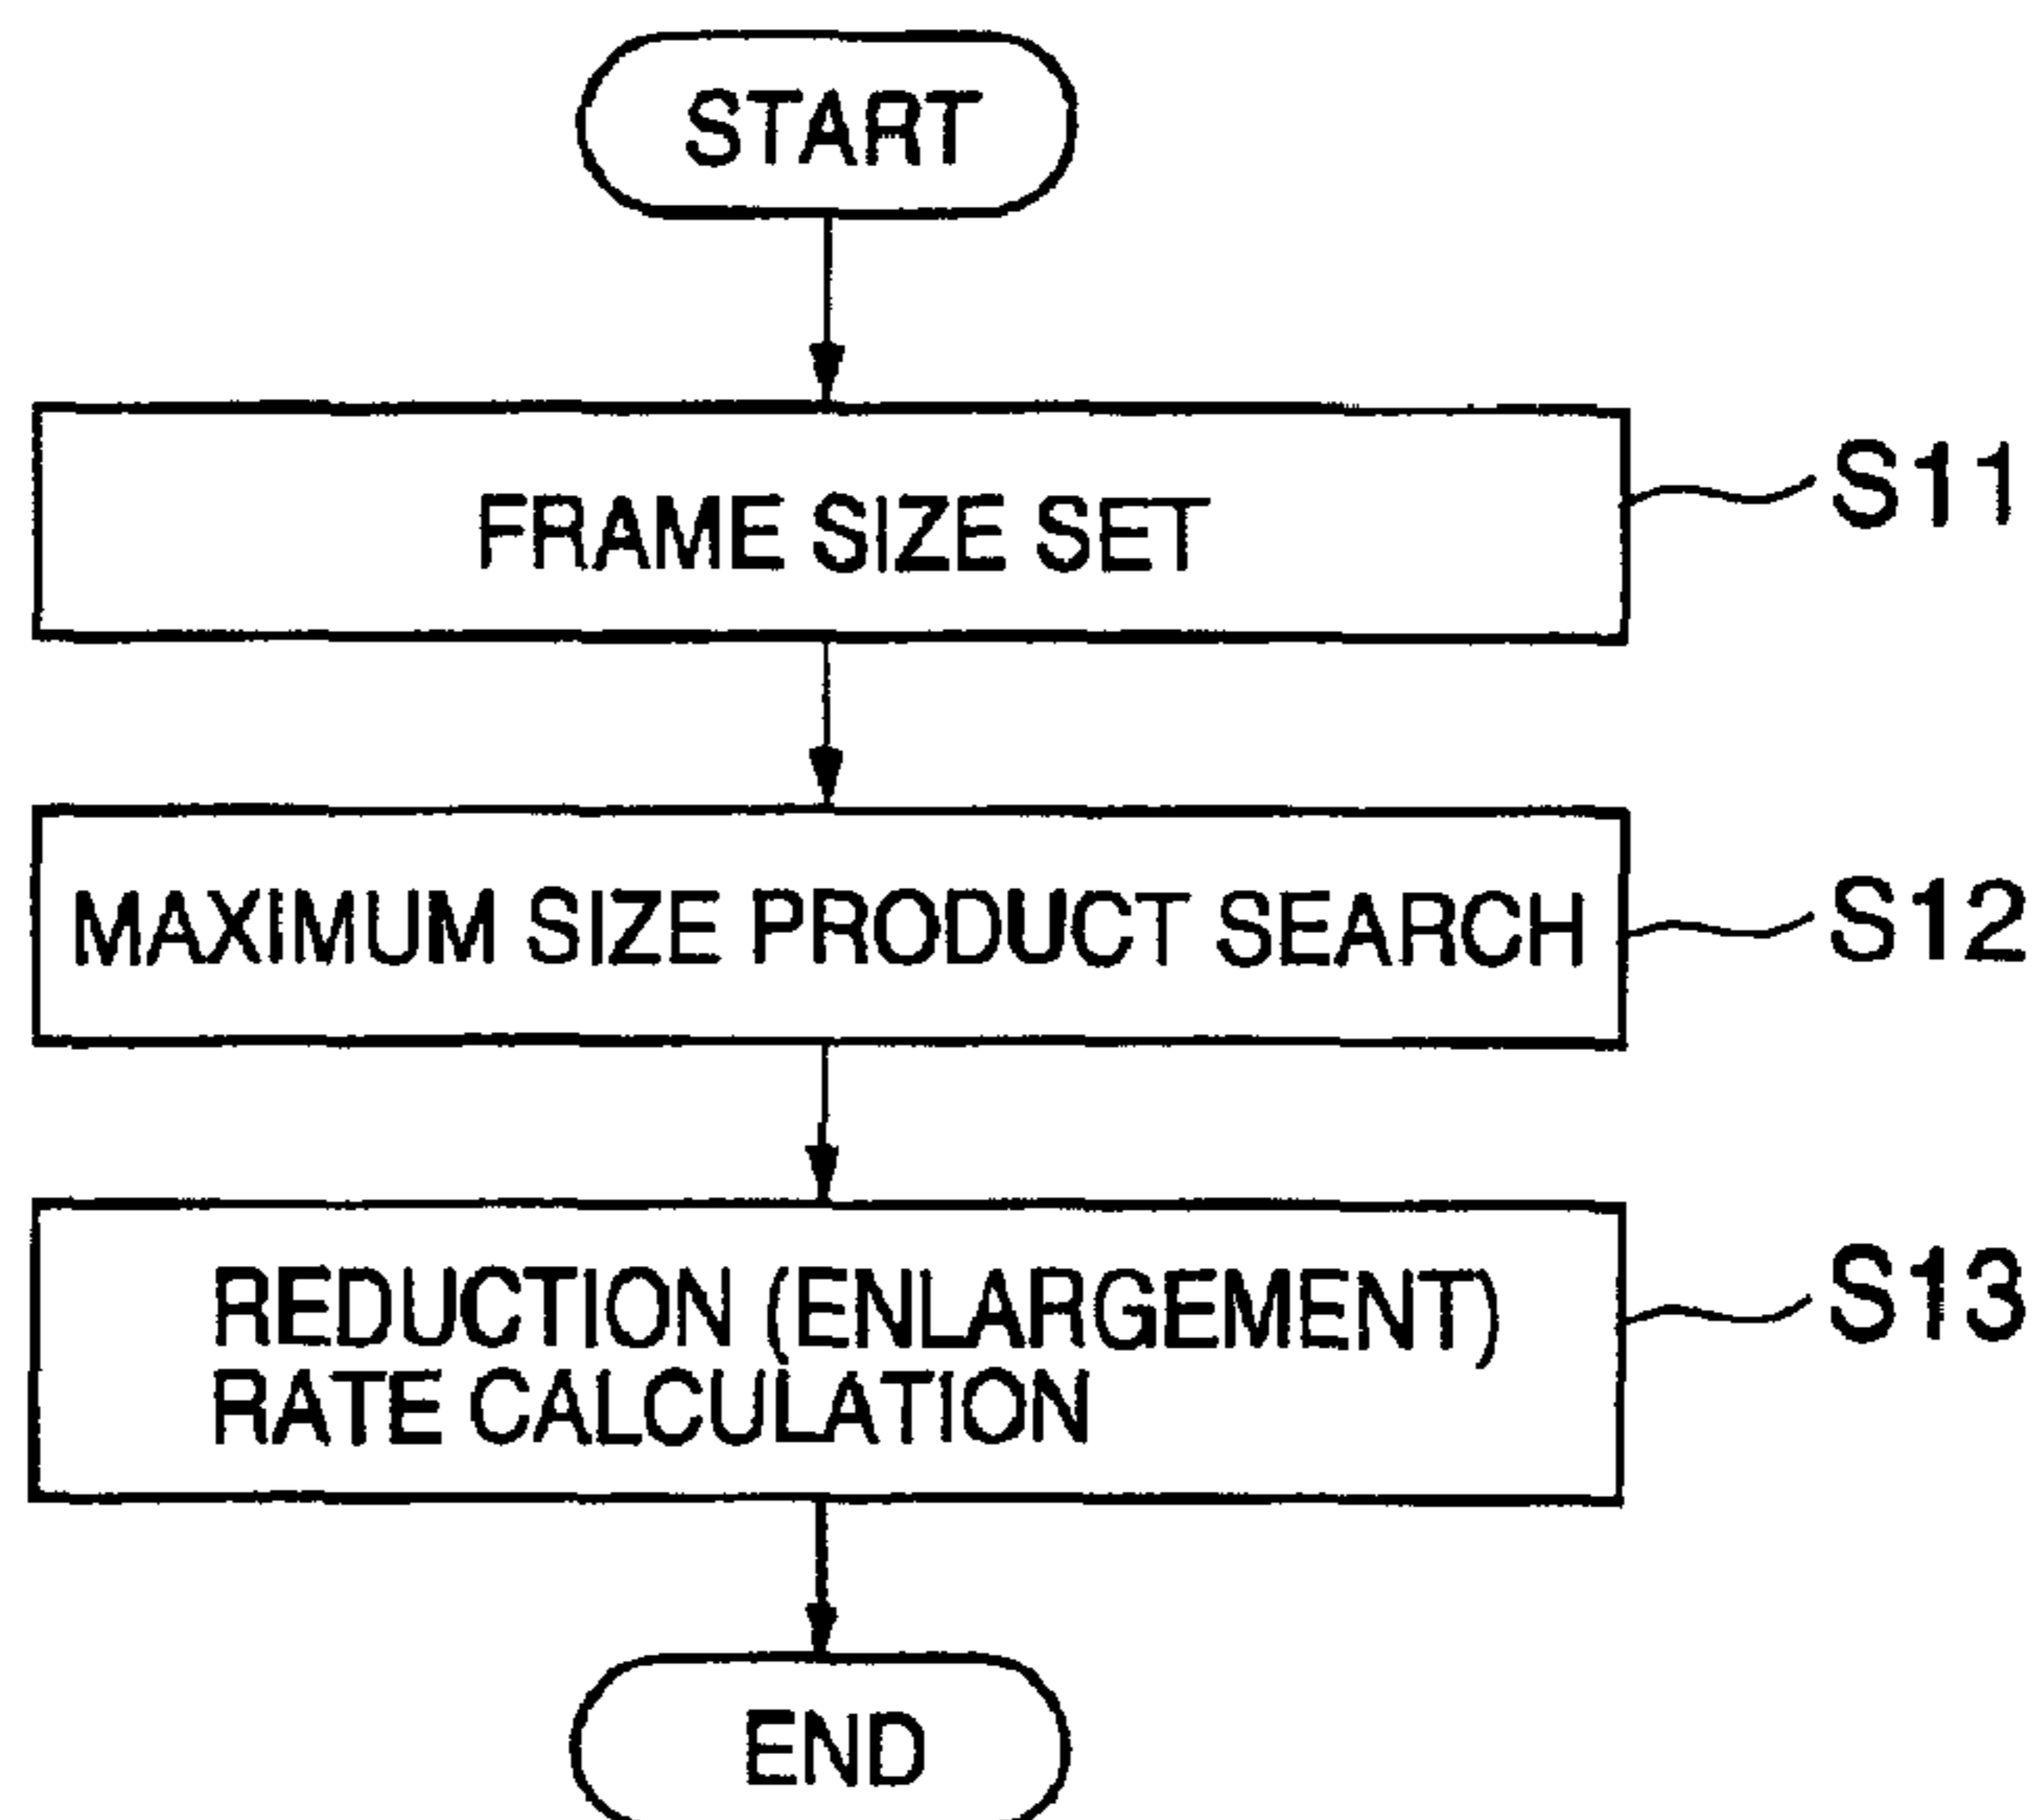 START
FRAME SIZE SET
S11
MAXIMUM SIZE PRODUCT SEARCH
S12
REDUCTION (ENLARGEMENT)
RATE CALCULATION
S13
END